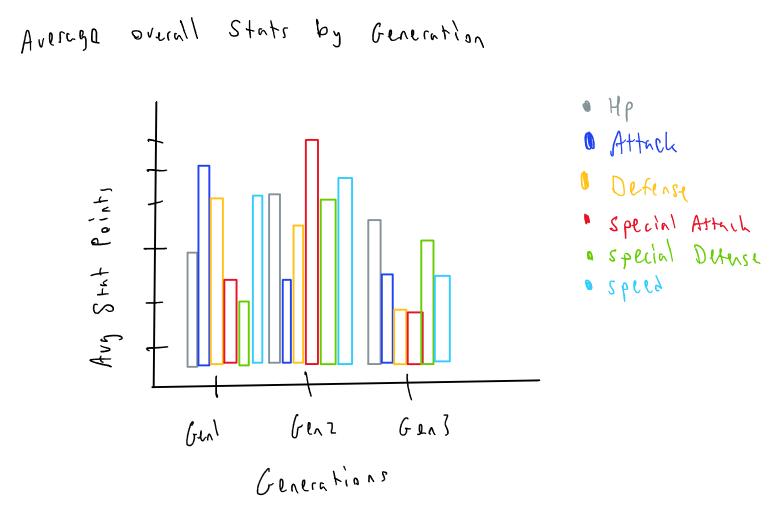 Average overall Stats by Generation
Hp
Attack
Defense
Special Attack
Special Defense
Speed
Avg Stat Points
Gen1
Gen2
Gen3
Generations